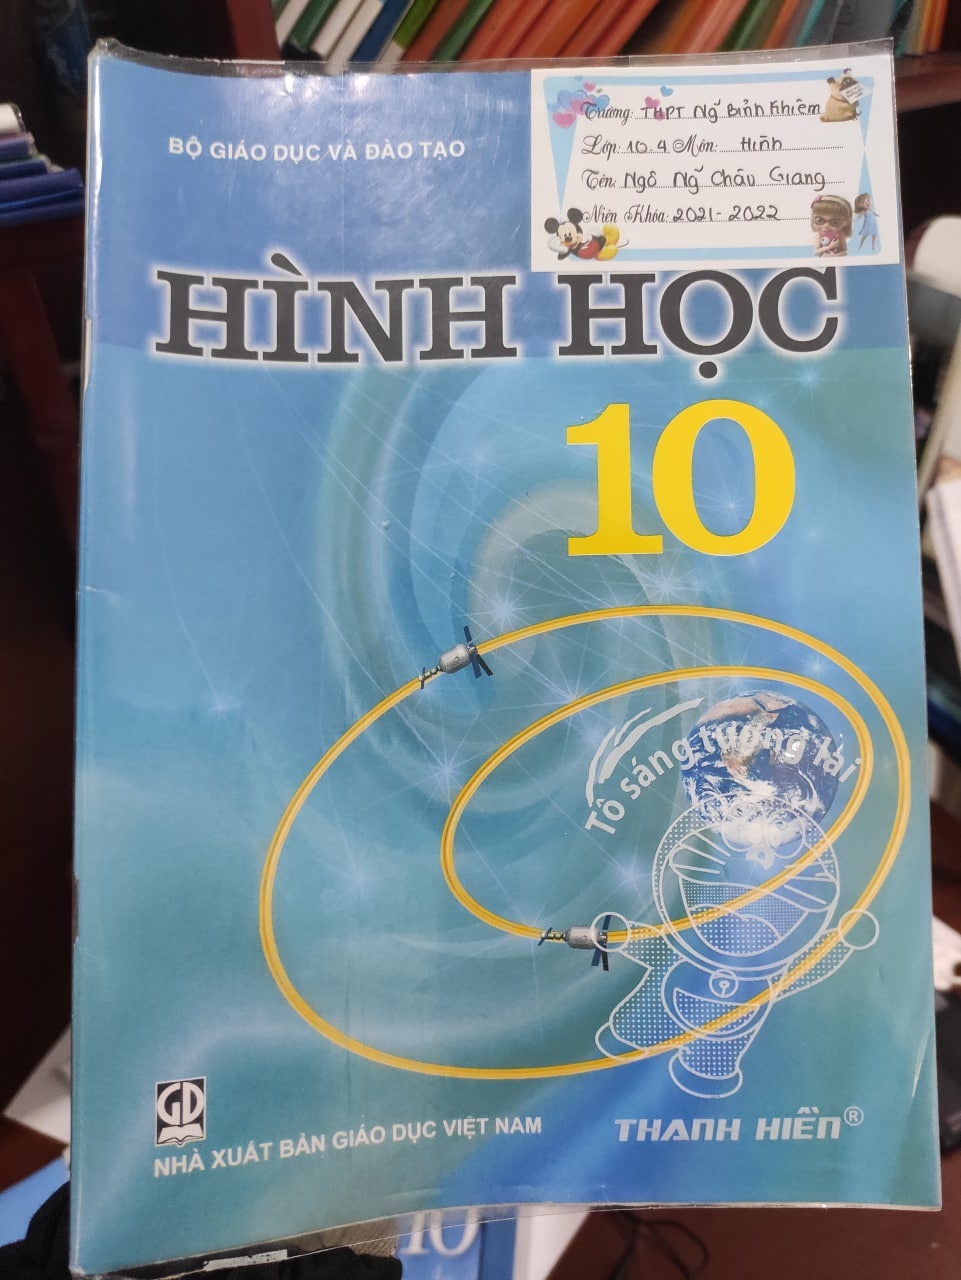 BỘ GIÁO DỤC VÀ ĐÀO TẠO
Trường: THPT Ng̃ Bỉnh Khiêm
Lớp: 10.4 Môn: Hình
Tên: Ngô Ng̃ Châu Giang
Niên Khóa: 2021-2022
HÌNH HỌC
10
Tô sáng tương lai
GD
NHÀ XUẤT BẢN GIÁO DỤC VIỆT NAM
THANH HIỀN®
10